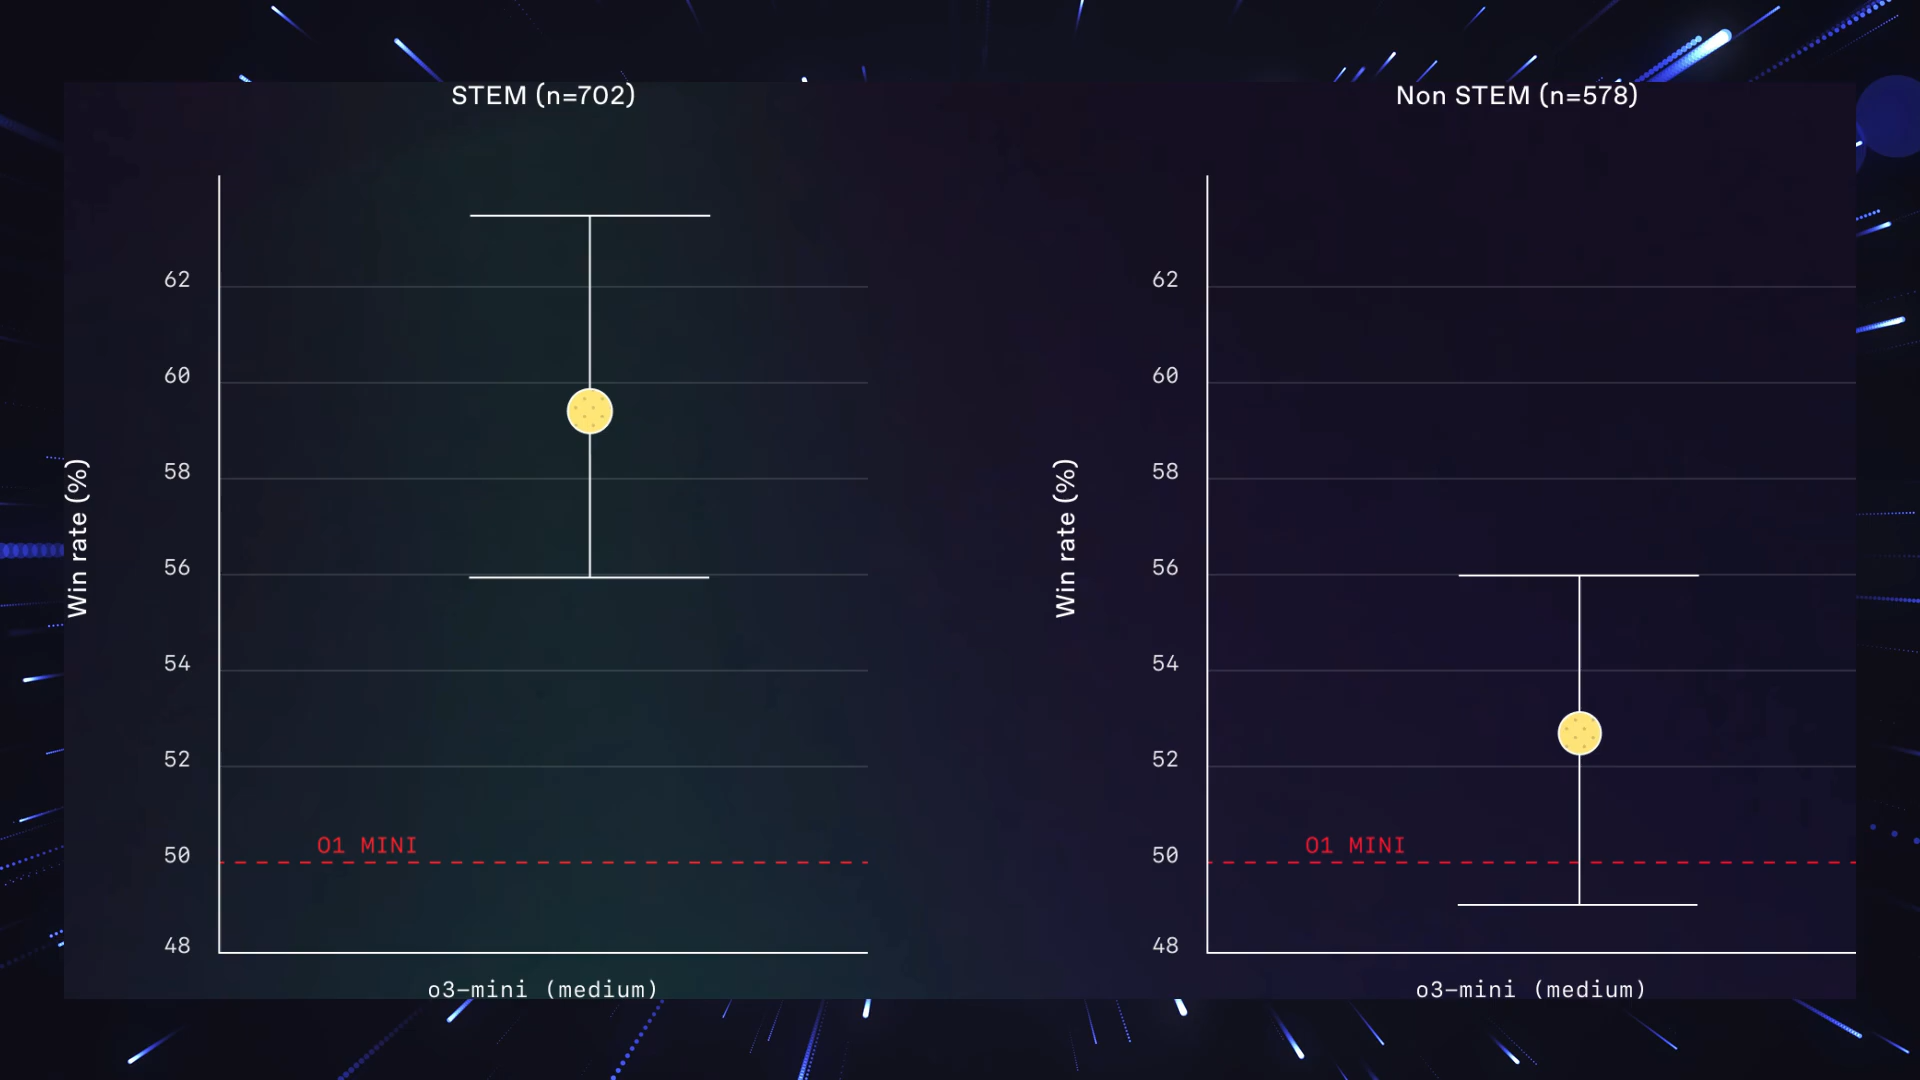 STEM (n=702)
Win rate (%)
62
60
58
56
54
52
50
48
O1 MINI
o3-mini (medium)
Non STEM (n=578)
Win rate (%)
62
60
58
56
54
52
50
48
O1 MINI
o3-mini (medium)